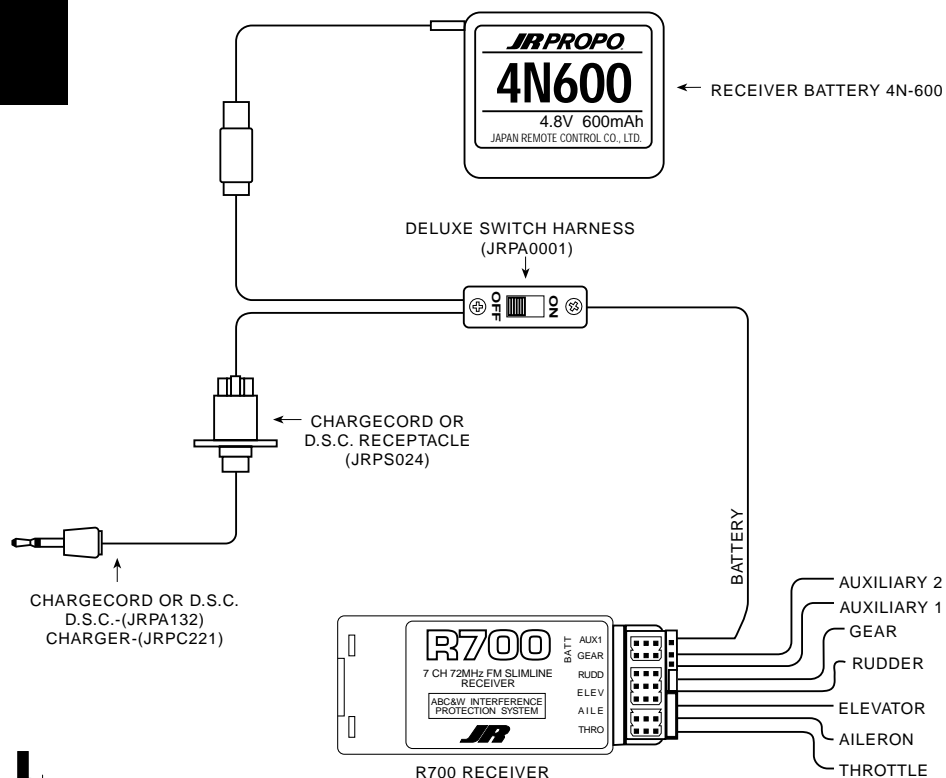 JR PROPO
4N600
4.8V 600mAh
JAPAN REMOTE CONTROL CO., LTD.
RECEIVER BATTERY 4N-600
DELUXE SWITCH HARNESS
(JRPA0001)
OFF
ON
CHARGECORD OR
D.S.C. RECEPTACLE
(JRPS024)
CHARGECORD OR D.S.C.
D.S.C.-(JRPA132)
CHARGER-(JRPC221)
BATTERY
R700
7 CH 72MHz FM SLIMLINE
RECEIVER
ABC&W INTERFERENCE
PROTECTION SYSTEM
JR
BATT
AUX1
GEAR
RUDD
ELEV
AILE
THRO
AUXILIARY 2
AUXILIARY 1
GEAR
RUDDER
ELEVATOR
AILERON
THROTTLE
R700 RECEIVER